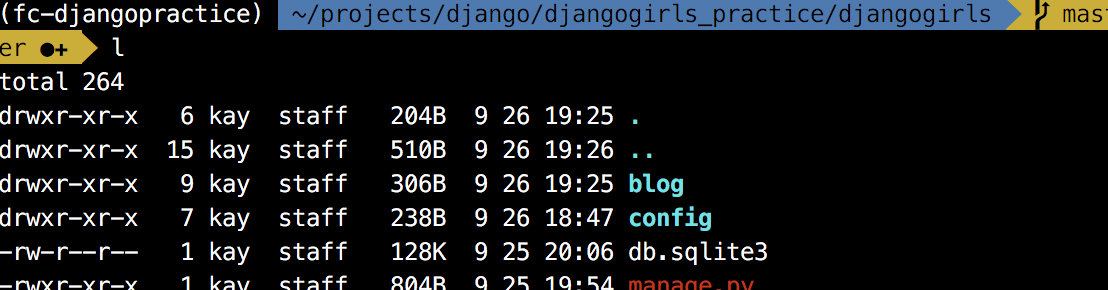 (fc-djangopractice) ~/projects/django/djangogirls_practice/djangogirls mast
er ●✚ l
total 264
drwxr-xr-x 6 kay staff 204B 9 26 19:25 .
drwxr-xr-x 15 kay staff 510B 9 26 19:26 ..
drwxr-xr-x 9 kay staff 306B 9 26 19:25 blog
drwxr-xr-x 7 kay staff 238B 9 26 18:47 config
-rw-r--r-- 1 kay staff 128K 9 25 20:06 db.sqlite3
-rwxr-xr-x 1 kay staff 804B 9 25 19:54 manage.py